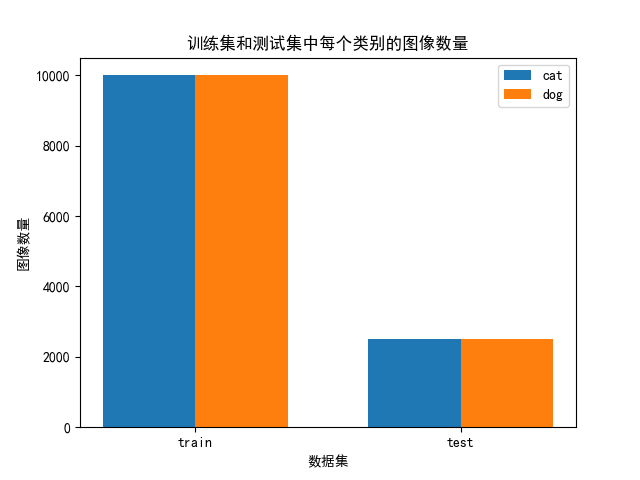 训练集和测试集中每个类别的图像数量
cat
dog
图像数量
10000
8000
6000
4000
2000
0
train
test
数据集